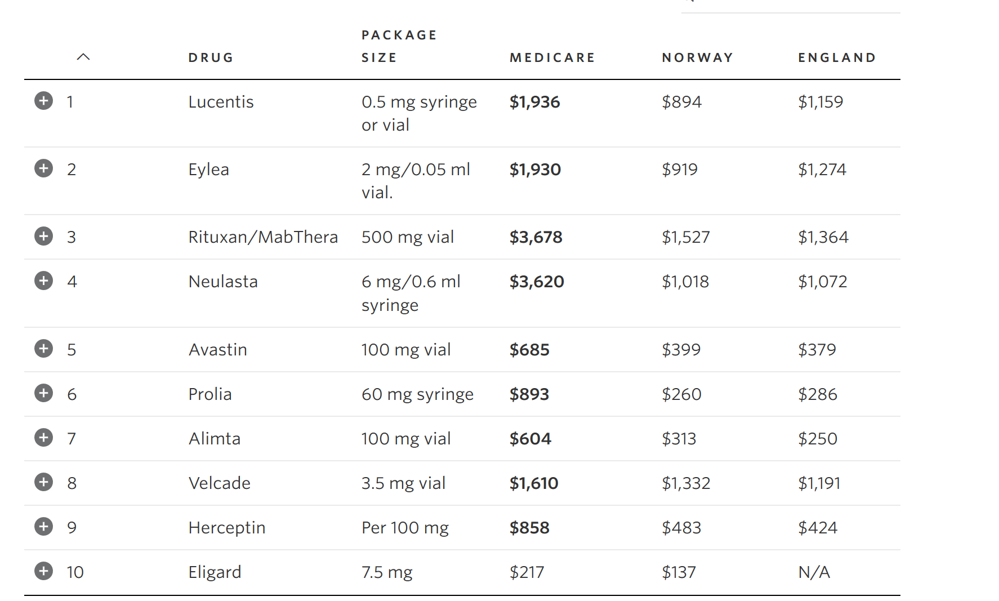 DRUG PACKAGE SIZE MEDICARE NORWAY ENGLAND
1 Lucentis 0.5 mg syringe or vial $1,936 $894 $1,159
2 Eylea 2 mg/0.05 ml vial. $1,930 $919 $1,274
3 Rituxan/MabThera 500 mg vial $3,678 $1,527 $1,364
4 Neulasta 6 mg/0.6 ml syringe $3,620 $1,018 $1,072
5 Avastin 100 mg vial $685 $399 $379
6 Prolia 60 mg syringe $893 $260 $286
7 Alimta 100 mg vial $604 $313 $250
8 Velcade 3.5 mg vial $1,610 $1,332 $1,191
9 Herceptin Per 100 mg $858 $483 $424
10 Eligard 7.5 mg $217 $137 N/A